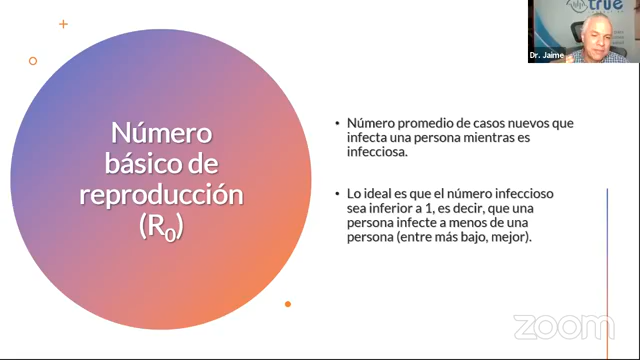 true
Dr. Jaime
Número
básico de
reproducción
(R₀)
• Número promedio de casos nuevos que
infecta una persona mientras es
infecciosa.
• Lo ideal es que el número infeccioso
sea inferior a 1, es decir, que una
persona infecte a menos de una
persona (entre más bajo, mejor).
zoom